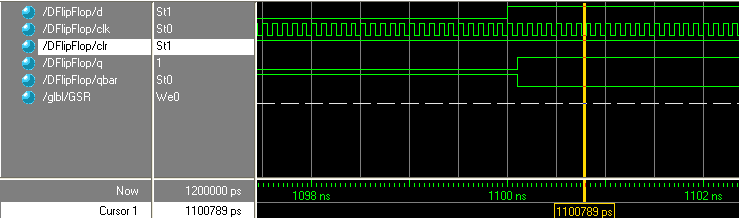 /DFlipFlop/d St1
/DFlipFlop/clk St0
/DFlipFlop/clr St1
/DFlipFlop/q 1
/DFlipFlop/qbar St0
/glbl/GSR We0
Now 1200000 ps 1098 ns 1100 ns 1102 ns
Cursor 1 1100789 ps 1100789 ps